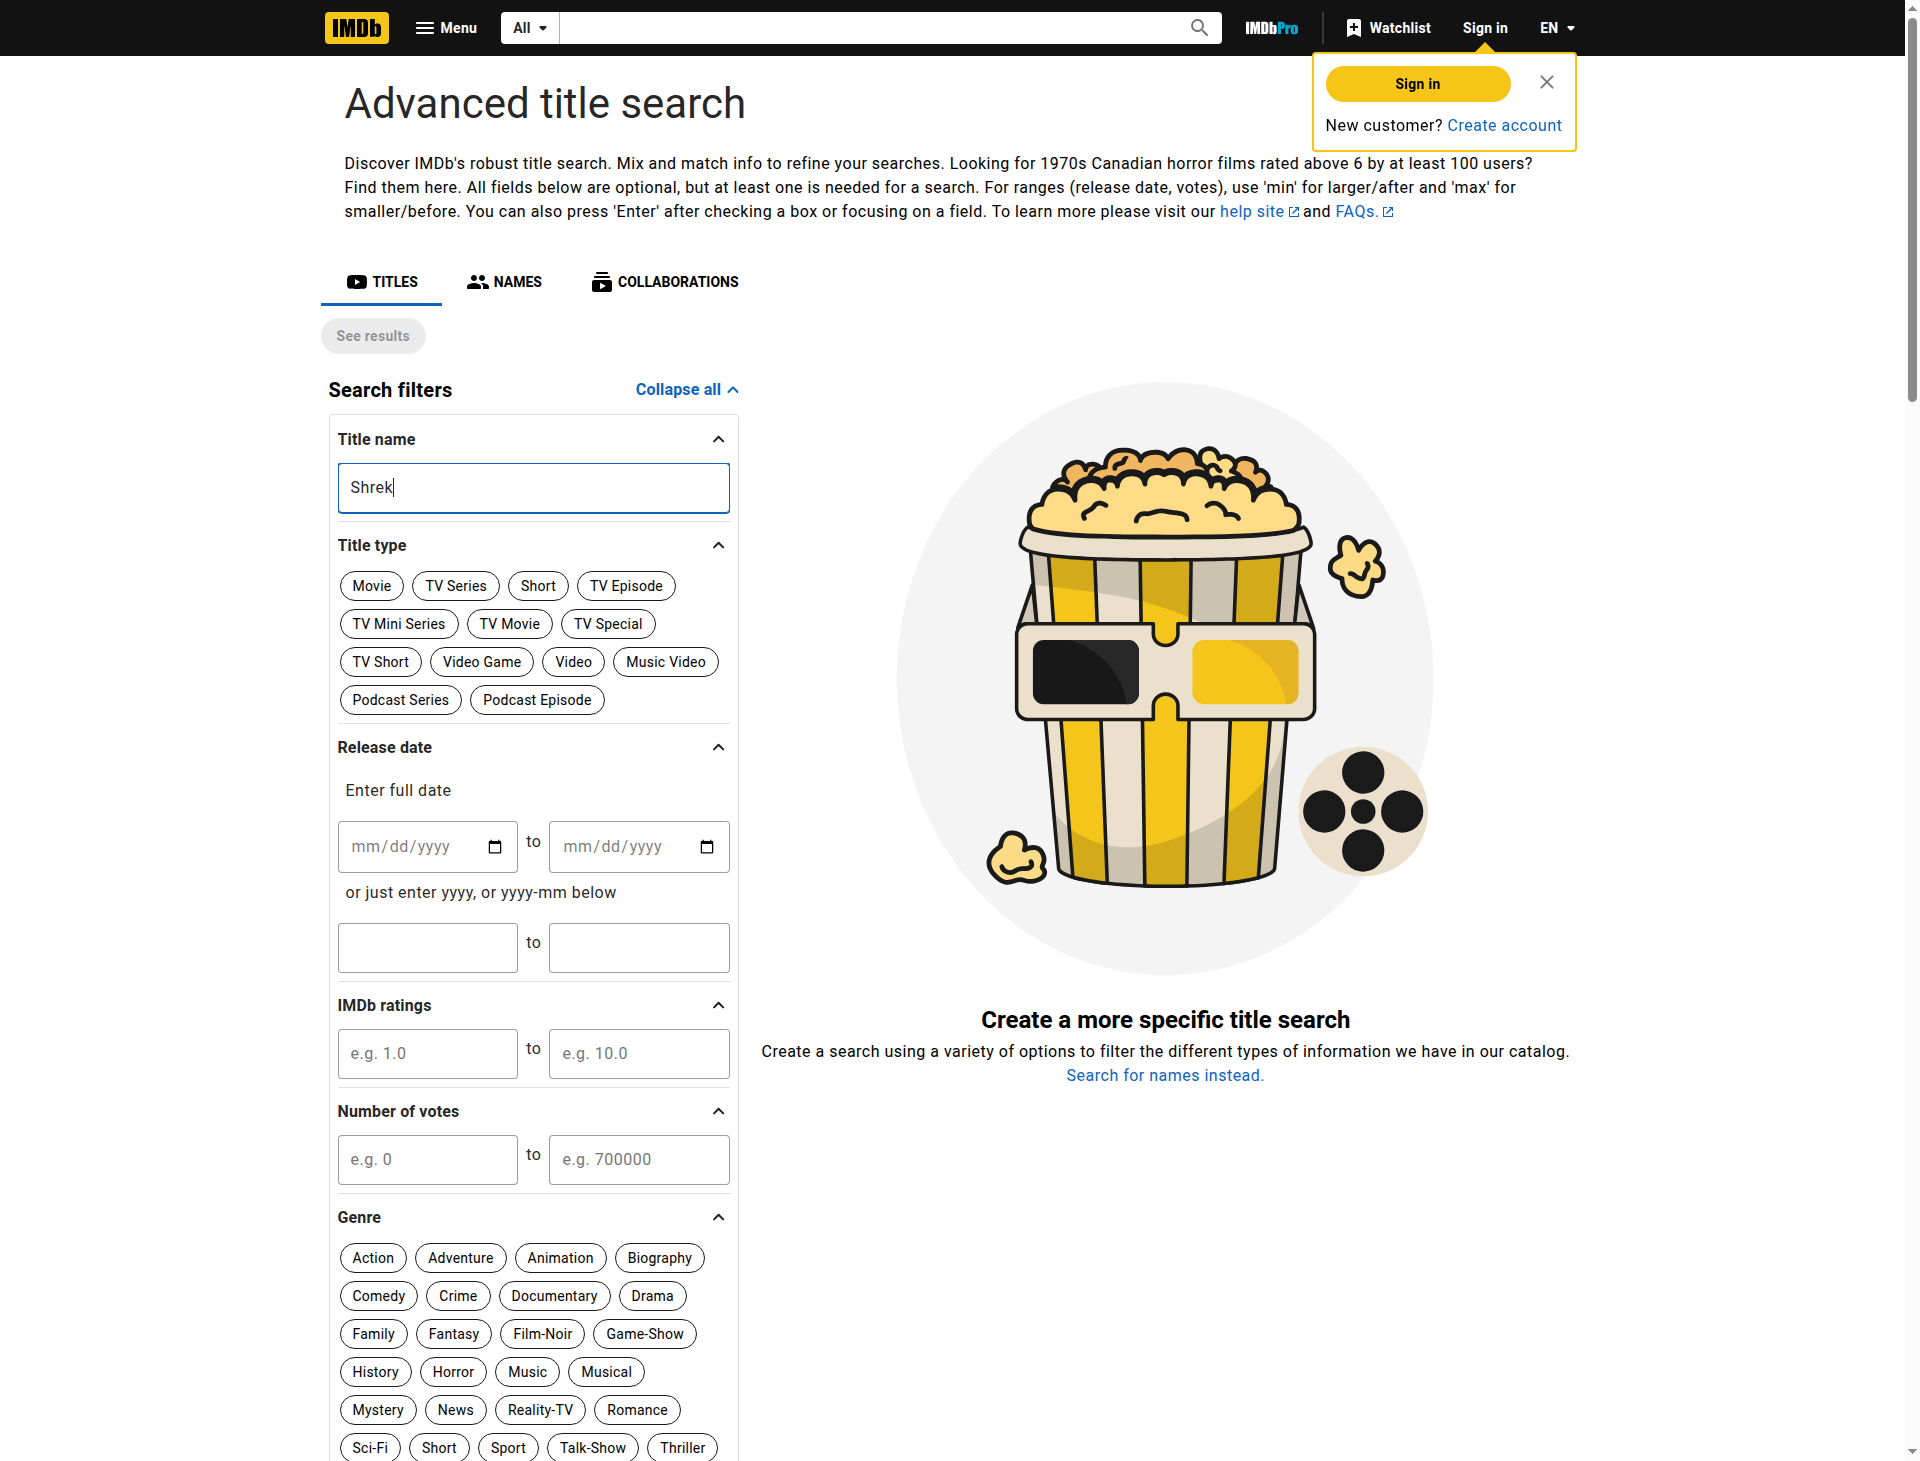 IMDb Menu All IMDbPro Watchlist Sign in EN
Sign in
New customer? Create account
Advanced title search
Discover IMDb's robust title search. Mix and match info to refine your searches. Looking for 1970s Canadian horror films rated above 6 by at least 100 users?
Find them here. All fields below are optional, but at least one is needed for a search. For ranges (release date, votes), use 'min' for larger/after and 'max' for
smaller/before. You can also press 'Enter' after checking a box or focusing on a field. To learn more please visit our help site and FAQs.
TITLES NAMES COLLABORATIONS
See results
Search filters Collapse all
Title name
Shrek
Title type
Movie TV Series Short TV Episode
TV Mini Series TV Movie TV Special
TV Short Video Game Video Music Video
Podcast Series Podcast Episode
Release date
Enter full date
mm/dd/yyyy to mm/dd/yyyy
or just enter yyyy, or yyyy-mm below
to
IMDb ratings
e.g. 1.0 to e.g. 10.0
Number of votes
e.g. 0 to e.g. 700000
Genre
Action Adventure Animation Biography
Comedy Crime Documentary Drama
Family Fantasy Film-Noir Game-Show
History Horror Music Musical
Mystery News Reality-TV Romance
Sci-Fi Short Sport Talk-Show Thriller
Create a more specific title search
Create a search using a variety of options to filter the different types of information we have in our catalog.
Search for names instead.